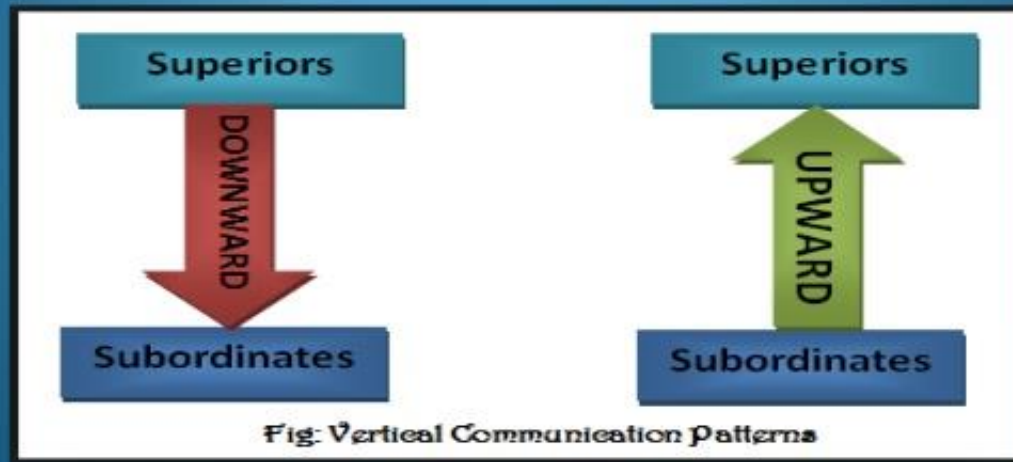 Superiors
DOWNWARD
Subordinates
Superiors
UPWARD
Subordinates
Fig: Vertical Communication Patterns